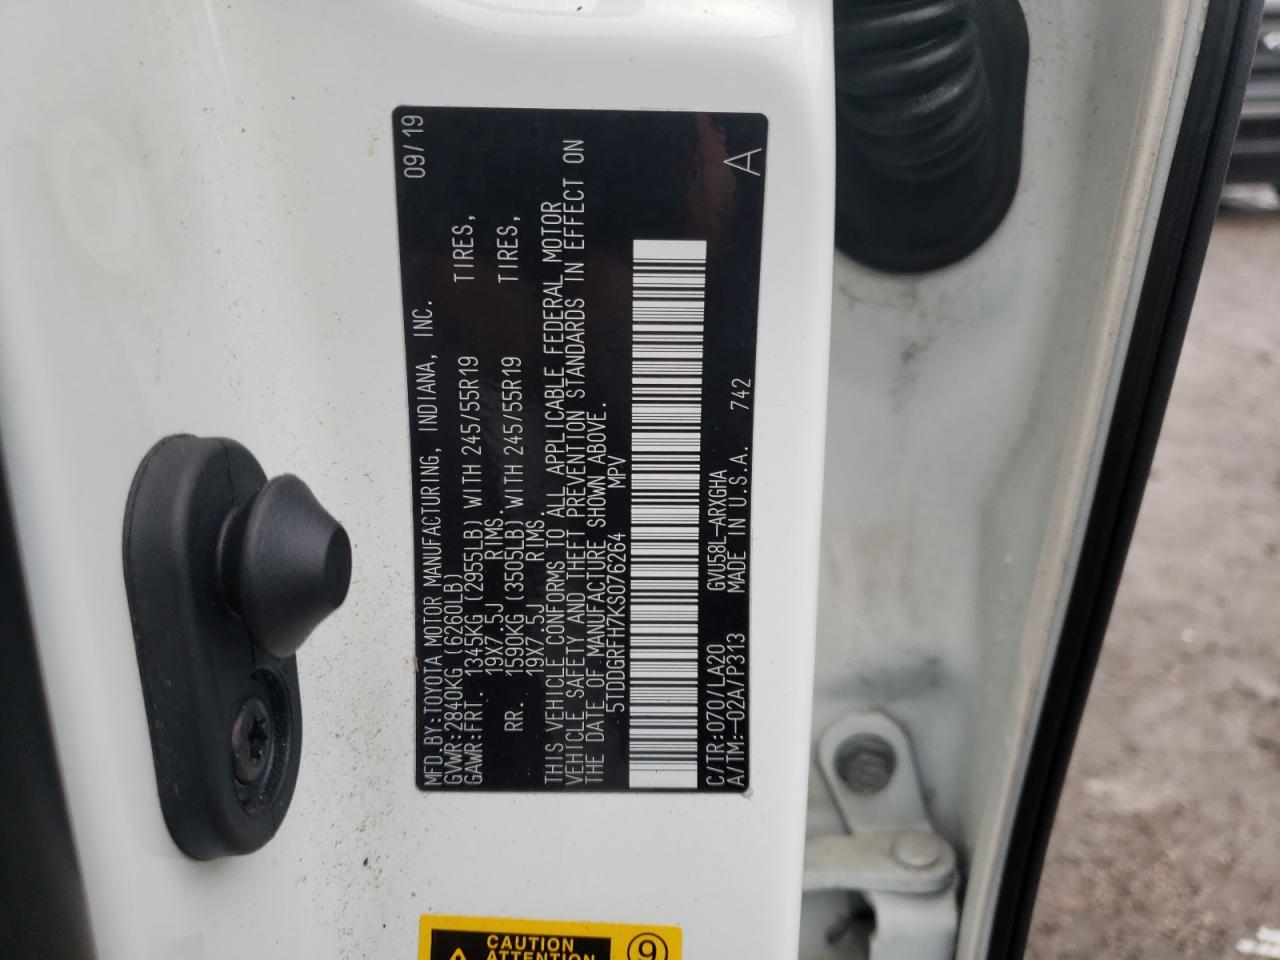 MFD.BY:TOYOTA MOTOR MANUFACTURING, INDIANA, INC. 09/19
GVWR:2840KG (6260LB)
GAWR:FRT. 1345KG (2955LB) WITH 245/55R19 TIRES,
19X7.5J RIMS.
RR. 1590KG (3505LB) WITH 245/55R19 TIRES,
19X7.5J RIMS.
THIS VEHICLE CONFORMS TO ALL APPLICABLE FEDERAL MOTOR
VEHICLE SAFETY AND THEFT PREVENTION STANDARDS IN EFFECT ON
THE DATE OF MANUFACTURE SHOWN ABOVE.
5TDDGRFH7KS076264 MPV
C/TR:070/LA20 GVU58L-ARXGHA
A/TM:-02A/P313 MADE IN U.S.A. 742 A
CAUTION 9
ATTENTION